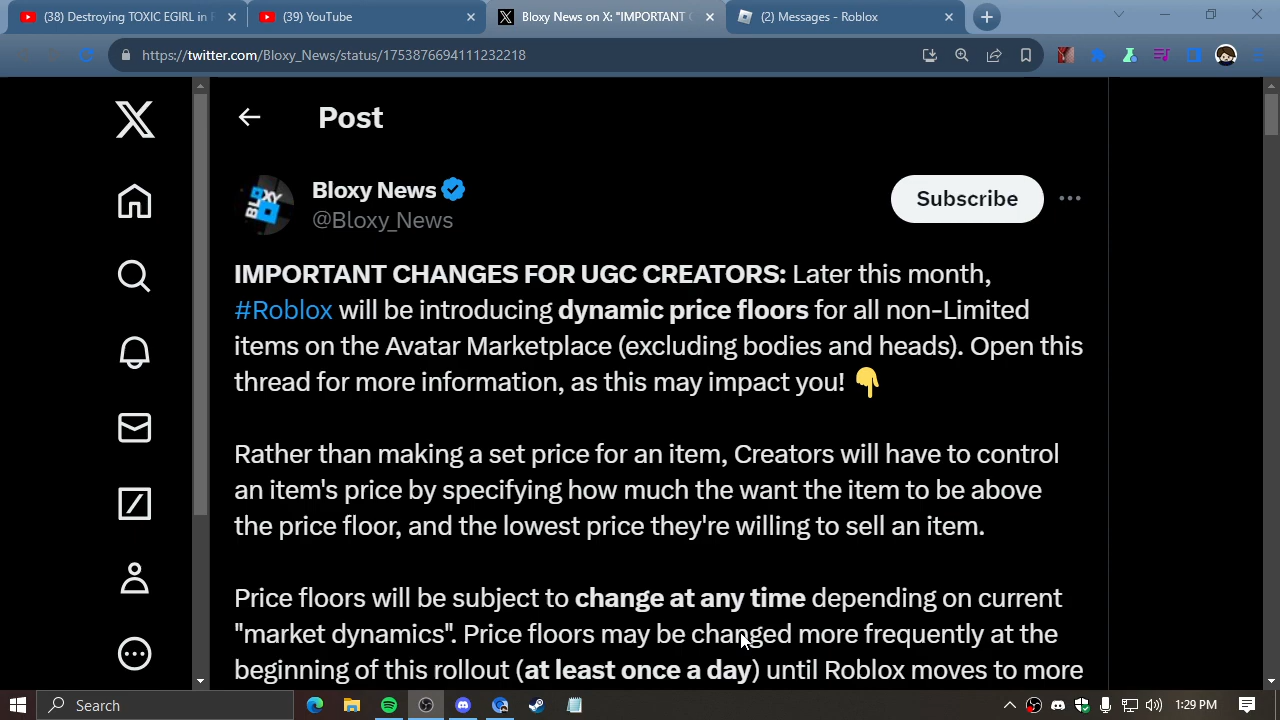 (38) Destroying TOXIC EGIRL in
(39) YouTube
Bloxy News on X: "IMPORTANT
(2) Messages - Roblox
https://twitter.com/Bloxy_News/status/1753876694111232218
Post
BLOXY
Bloxy News
@Bloxy_News
Subscribe
IMPORTANT CHANGES FOR UGC CREATORS: Later this month,
#Roblox will be introducing dynamic price floors for all non-Limited
items on the Avatar Marketplace (excluding bodies and heads). Open this
thread for more information, as this may impact you! 👇
Rather than making a set price for an item, Creators will have to control
an item's price by specifying how much the want the item to be above
the price floor, and the lowest price they're willing to sell an item.
Price floors will be subject to change at any time depending on current
"market dynamics". Price floors may be changed more frequently at the
beginning of this rollout (at least once a day) until Roblox moves to more
Search
1:29 PM